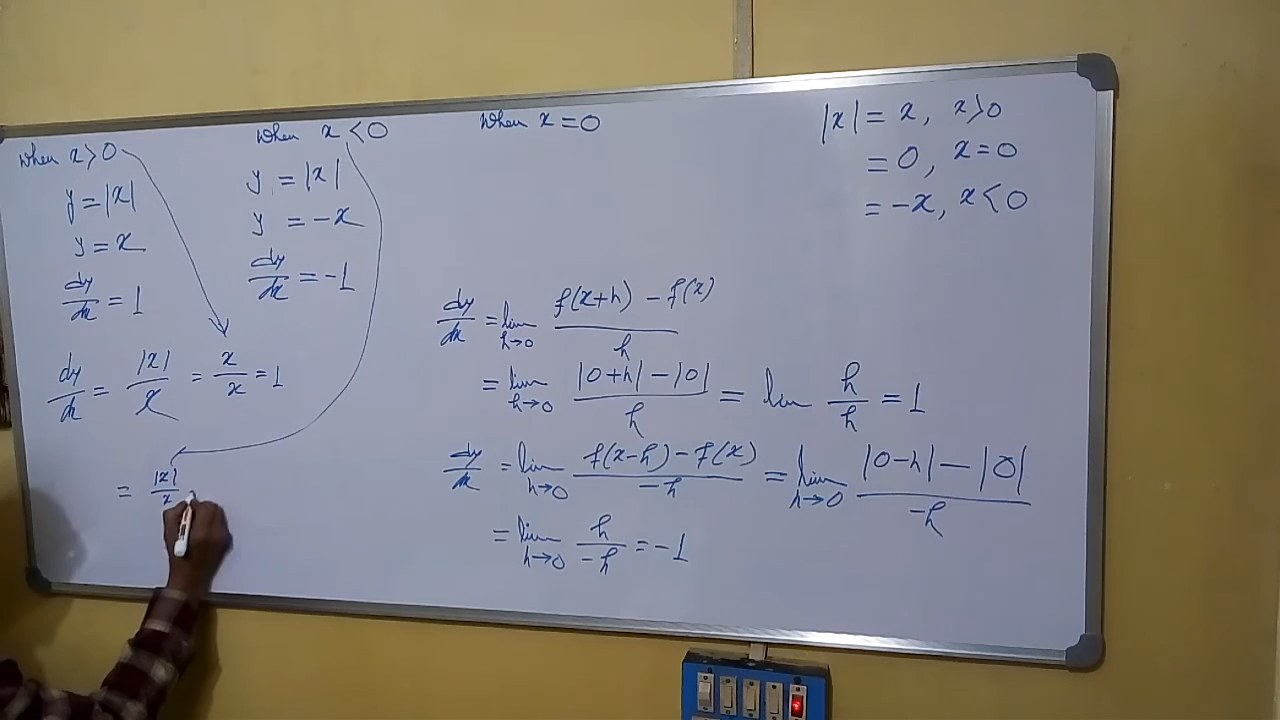 when x > 0
y = |x|
y = x
dy/dx = 1
dy/dx = |x|/x = x/x = 1
= |x|/x
when x < 0
y = |x|
y = -x
dy/dx = -1
when x = 0
dy/dx = lim h→0 f(x+h) - f(x)/h
= lim h→0 |0+h| - |0|/h = lim h/h = 1
dy/dx = lim h→0 f(x-h) - f(x)/-h = lim h→0 |0-h| - |0|/-h
= lim h→0 h/-h = -1
|x| = x, x > 0
= 0, x = 0
= -x, x < 0